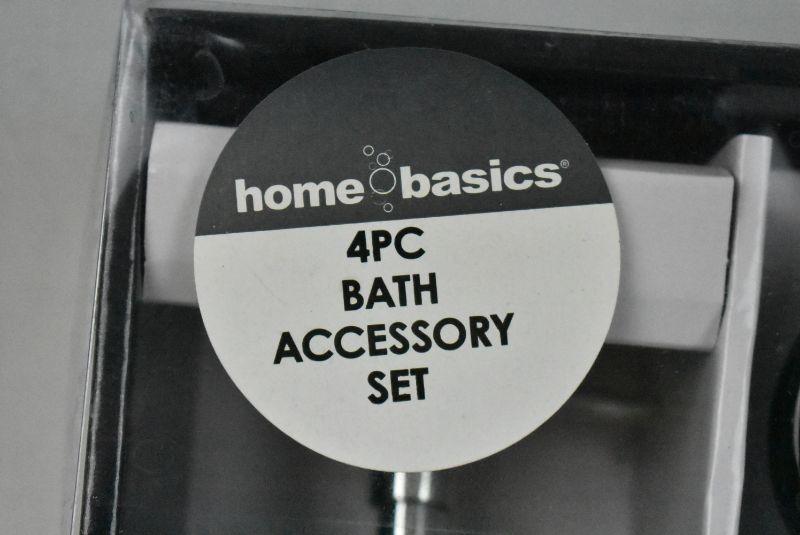 home basics®
4PC
BATH
ACCESSORY
SET